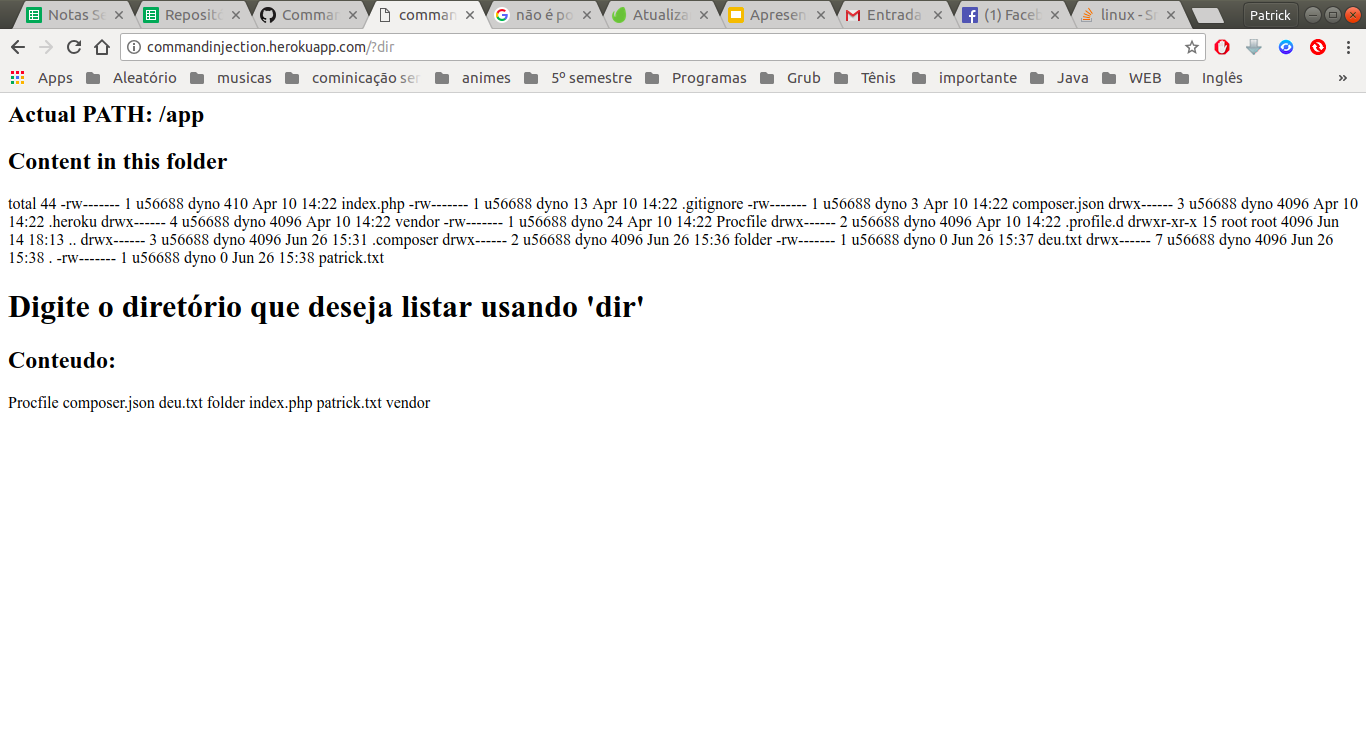 Notas Se
Reposito
Comman
comman
não é po
Atualiza
Apresen
Entrada
(1) Faceb
linux - Sr
Patrick
commandinjection.herokuapp.com/?dir
Apps
Aleatório
musicas
cominicação ser
animes
5º semestre
Programas
Grub
Tênis
importante
Java
WEB
Inglês
»
Actual PATH: /app
Content in this folder
total 44 -rw------- 1 u56688 dyno 410 Apr 10 14:22 index.php -rw------- 1 u56688 dyno 13 Apr 10 14:22 .gitignore -rw------- 1 u56688 dyno 3 Apr 10 14:22 composer.json drwx------ 3 u56688 dyno 4096 Apr 10
14:22 .heroku drwx------ 4 u56688 dyno 4096 Apr 10 14:22 vendor -rw------- 1 u56688 dyno 24 Apr 10 14:22 Procfile drwx------ 2 u56688 dyno 4096 Apr 10 14:22 .profile.d drwxr-xr-x 15 root root 4096 Jun
14 18:13 .. drwx------ 3 u56688 dyno 4096 Jun 26 15:31 .composer drwx------ 2 u56688 dyno 4096 Jun 26 15:36 folder -rw------- 1 u56688 dyno 0 Jun 26 15:37 deu.txt drwx------ 7 u56688 dyno 4096 Jun 26
15:38 . -rw------- 1 u56688 dyno 0 Jun 26 15:38 patrick.txt
Digite o diretório que deseja listar usando 'dir'
Conteudo:
Procfile composer.json deu.txt folder index.php patrick.txt vendor